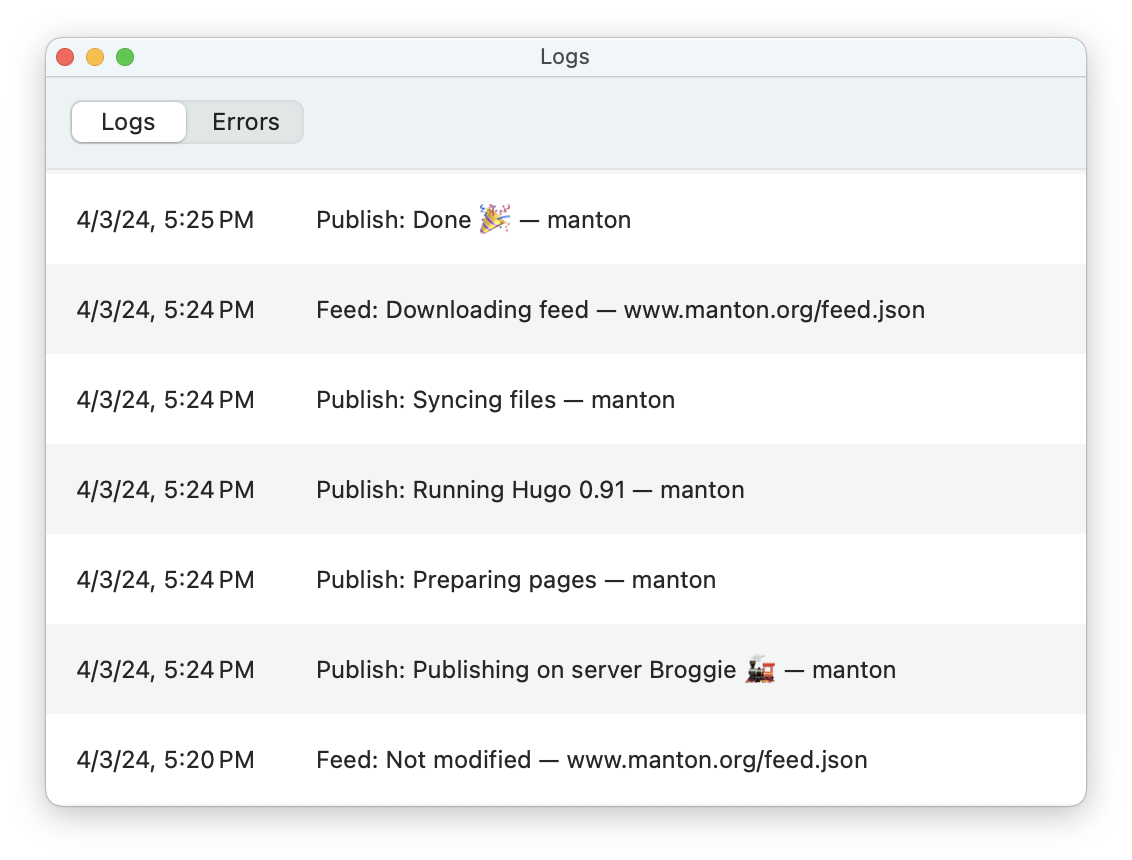 Logs
Logs Errors
4/3/24, 5:25 PM Publish: Done 🎉 — manton
4/3/24, 5:24 PM Feed: Downloading feed — www.manton.org/feed.json
4/3/24, 5:24 PM Publish: Syncing files — manton
4/3/24, 5:24 PM Publish: Running Hugo 0.91 — manton
4/3/24, 5:24 PM Publish: Preparing pages — manton
4/3/24, 5:24 PM Publish: Publishing on server Broggie 🚂 — manton
4/3/24, 5:20 PM Feed: Not modified — www.manton.org/feed.json